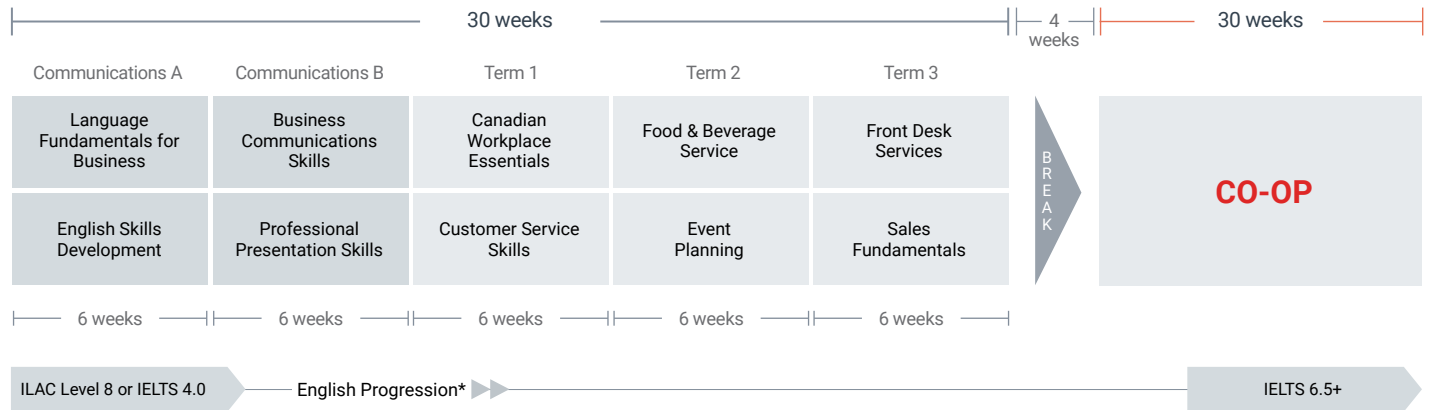 30 weeks
4
weeks
30 weeks
Communications A
Communications B
Term 1
Term 2
Term 3
Language
Fundamentals for
Business
Business
Communications
Skills
Canadian
Workplace
Essentials
Food & Beverage
Service
Front Desk
Services
BREAK
CO-OP
English Skills
Development
Professional
Presentation Skills
Customer Service
Skills
Event
Planning
Sales
Fundamentals
6 weeks
6 weeks
6 weeks
6 weeks
6 weeks
ILAC Level 8 or IELTS 4.0
English Progression*
IELTS 6.5+